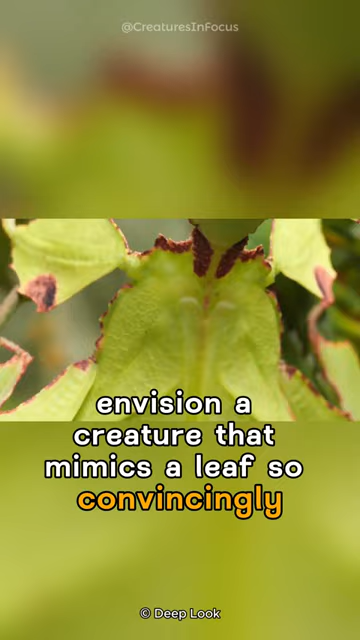 @CreaturesInFocus
envision a
creature that
mimics a leaf so
convincingly
© Deep Look